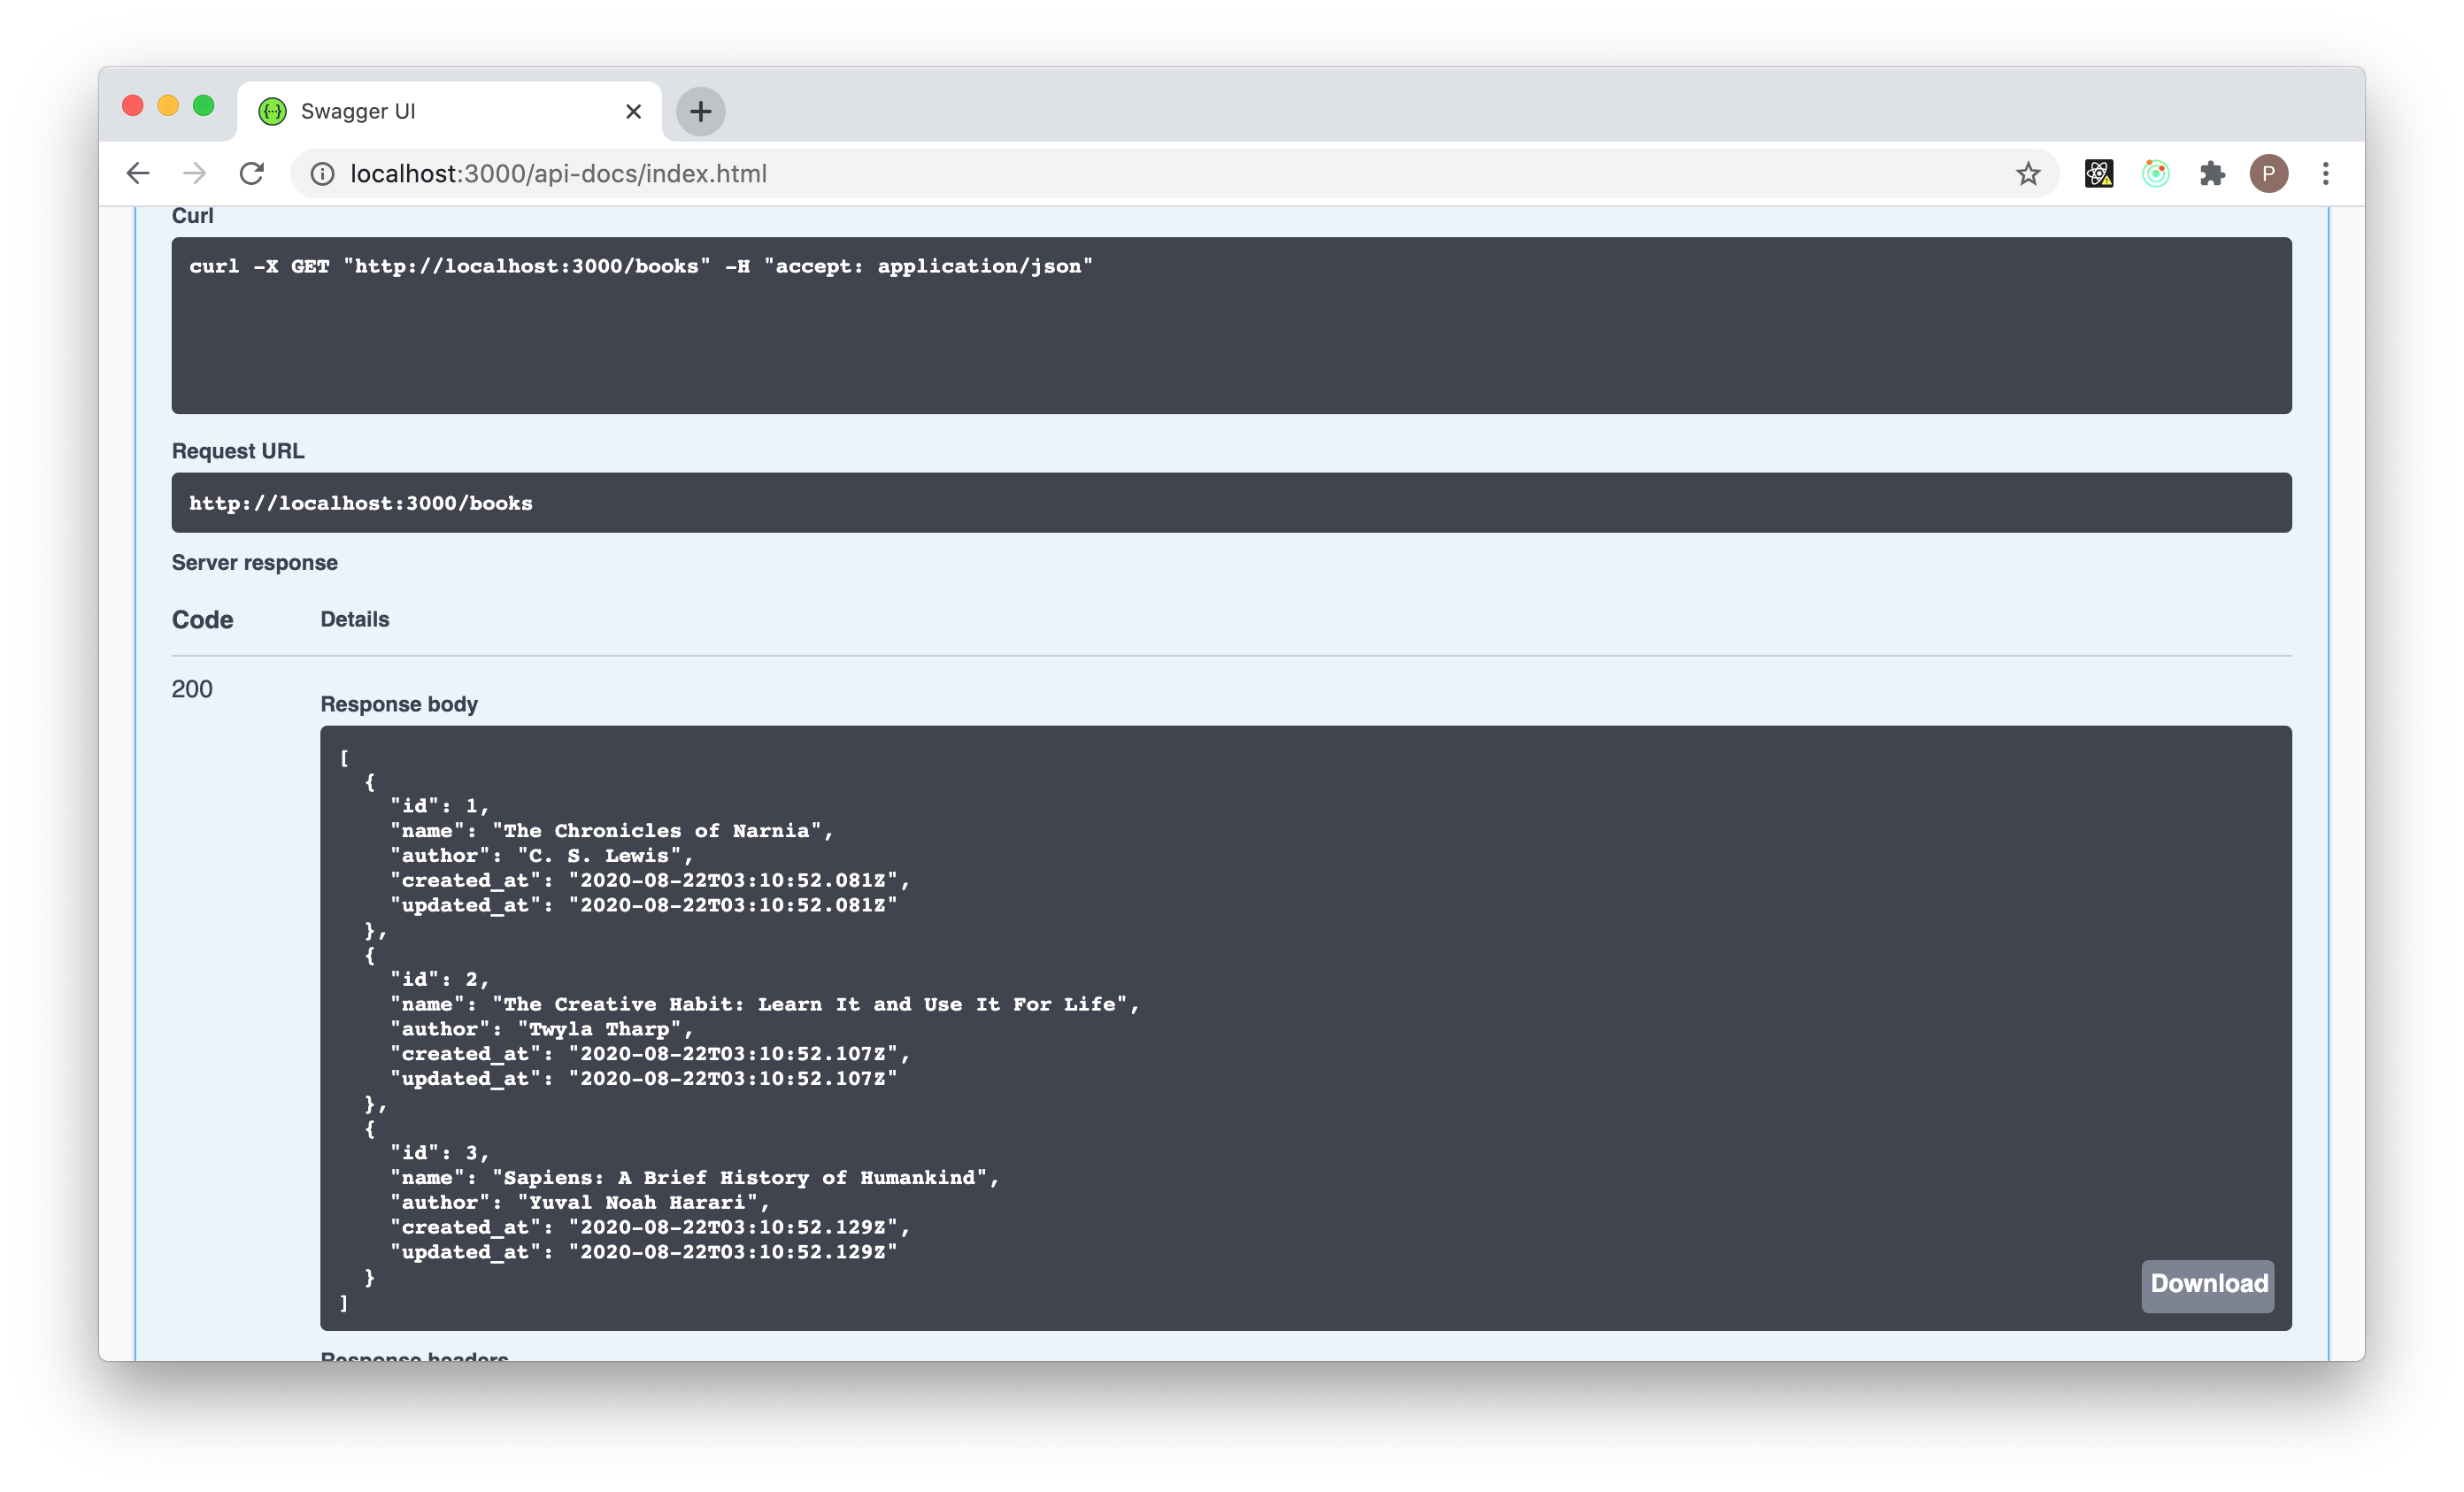 Swagger UI
localhost:3000/api-docs/index.html
P
Curl
curl -X GET "http://localhost:3000/books" -H "accept: application/json"
Request URL
http://localhost:3000/books
Server response
Code Details
200
Response body
[
  {
    "id": 1,
    "name": "The Chronicles of Narnia",
    "author": "C. S. Lewis",
    "created_at": "2020-08-22T03:10:52.081Z",
    "updated_at": "2020-08-22T03:10:52.081Z"
  },
  {
    "id": 2,
    "name": "The Creative Habit: Learn It and Use It For Life",
    "author": "Twyla Tharp",
    "created_at": "2020-08-22T03:10:52.107Z",
    "updated_at": "2020-08-22T03:10:52.107Z"
  },
  {
    "id": 3,
    "name": "Sapiens: A Brief History of Humankind",
    "author": "Yuval Noah Harari",
    "created_at": "2020-08-22T03:10:52.129Z",
    "updated_at": "2020-08-22T03:10:52.129Z"
  }
]
Download
Response headers